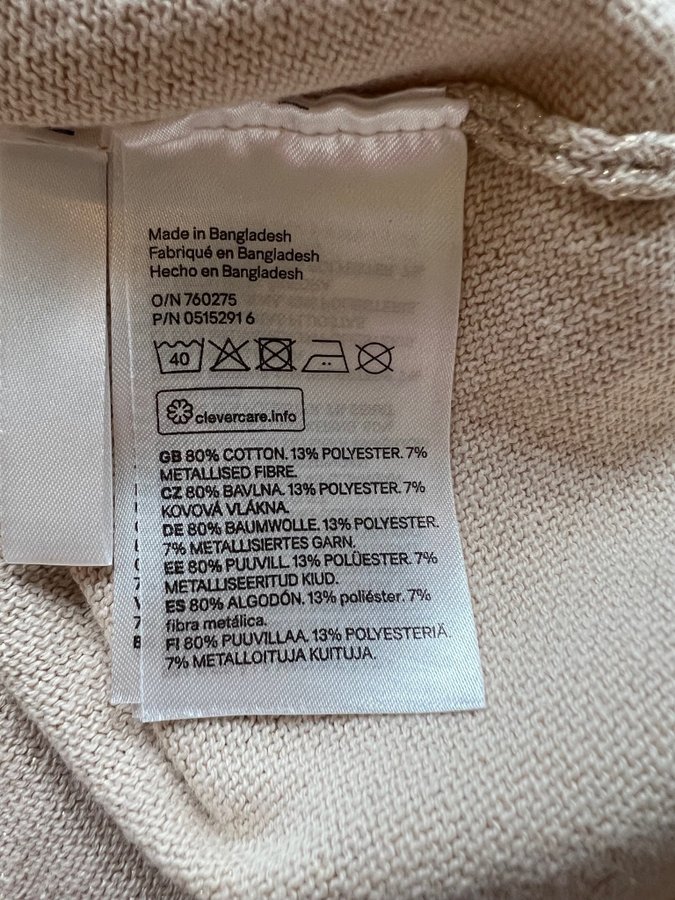 Made in Bangladesh
Fabriqué en Bangladesh
Hecho en Bangladesh
O/N 760275
P/N 0515291 6
40
clevercare.info
GB 80% COTTON. 13% POLYESTER. 7%
METALLISED FIBRE.
CZ 80% BAVLNA. 13% POLYESTER. 7%
KOVOVÁ VLÁKNA.
DE 80% BAUMWOLLE. 13% POLYESTER.
7% METALLISIERTES GARN.
EE 80% PUUVILL. 13% POLÜESTER. 7%
METALLISEERITUD KIUD.
ES 80% ALGODÓN. 13% poliéster. 7%
fibra metálica.
FI 80% PUUVILLAA. 13% POLYESTERIÄ.
7% METALLOITUJA KUITUJA.